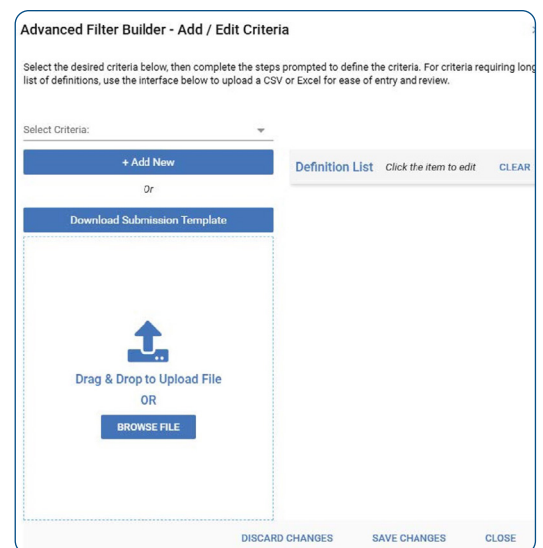 Advanced Filter Builder - Add / Edit Criteria
Select the desired criteria below, then complete the steps prompted to define the criteria. For criteria requiring long
list of definitions, use the interface below to upload a CSV or Excel for ease of entry and review.
Select Criteria:
+ Add New
Or
Download Submission Template
Drag & Drop to Upload File
OR
BROWSE FILE
Definition List Click the item to edit CLEAR
DISCARD CHANGES SAVE CHANGES CLOSE